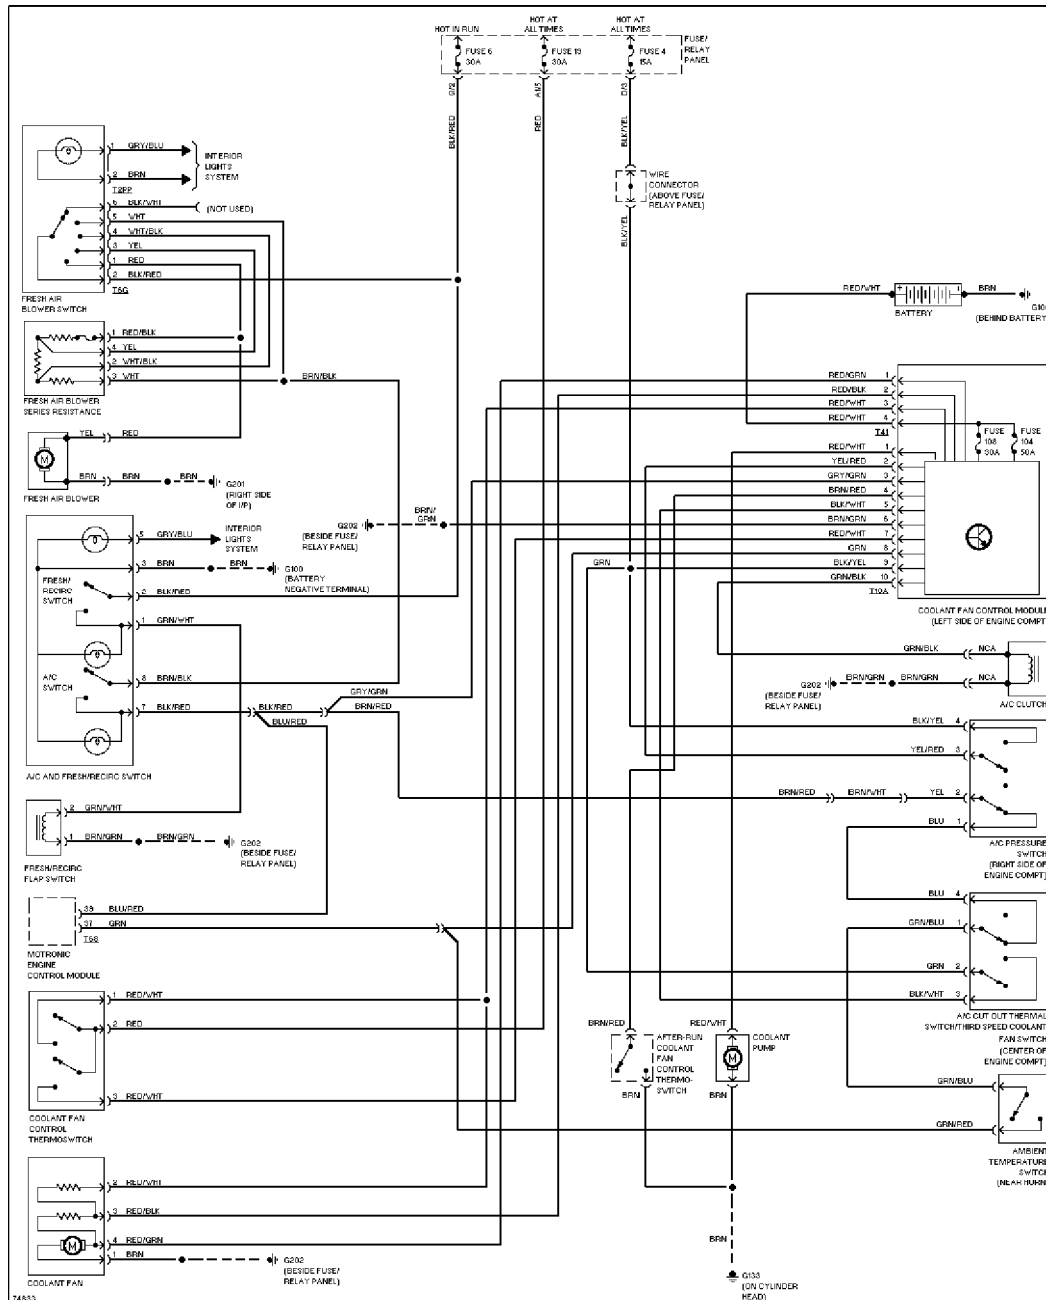 HOT IN RUN
HOT AT
ALL TIMES
HOT AT
ALL TIMES
FUSE/
RELAY
PANEL
FUSE 6
30A
FUSE 19
30A
FUSE 4
15A
G/2
D/3
BLK/RED
RED
BLK/YEL
WIRE
CONNECTOR
(ABOVE FUSE/
RELAY PANEL)
BLK/YEL
1 GRY/BLU
2 BRN
INTERIOR
LIGHTS
SYSTEM
6 BLK/WHT
(NOT USED)
5 WHT
4 WHT/BLK
3 YEL
1 RED
2 BLK/RED
T6G
FRESH AIR
BLOWER SWITCH
1 RED/BLK
4 YEL
2 WHT/BLK
3 WHT
BRN/BLK
FRESH AIR BLOWER
SERIES RESISTANCE
YEL RED
M
BRN BRN BRN
G201
(RIGHT SIDE
OF I/P)
FRESH AIR BLOWER
RED/WHT
+ -
BRN
BATTERY
(BEHIND BATTERY
RED/GRN 1
RED/BLK 2
RED/WHT 3
RED/WHT 4
T4I
FUSE
108
30A
FUSE
104
50A
RED/WHT 1
YEL/RED 2
GRY/GRN 3
BRN/RED 4
BLK/WHT 5
BRN/GRN 6
RED/WHT 7
GRN 8
BLK/YEL 9
GRN/BLK 10
T10A
COOLANT FAN CONTROL MODULE
(LEFT SIDE OF ENGINE COMPT
G202
(BESIDE FUSE/
RELAY PANEL)
BRN/
GRN
GRN
5 GRY/BLU
INTERIOR
LIGHTS
SYSTEM
3 BRN
BRN
G100
(BATTERY
NEGATIVE TERMINAL)
FRESH/
RECIRC
SWITCH
2 BLK/RED
1 GRN/WHT
A/C
SWITCH
8 BRN/BLK
7 BLK/RED
BLK/RED
BLU/RED
GRY/GRN
BRN/RED
A/C AND FRESH/RECIRC SWITCH
GRN/BLK
NCA
G202
(BESIDE FUSE/
RELAY PANEL)
BRN/GRN BRN/GRN
NCA
A/C CLUTCH
BLK/YEL 4
YEL/RED 3
BRN/RED BRN/WHT YEL 2
BLU 1
A/C PRESSURE
SWITCH
(RIGHT SIDE OF
ENGINE COMPT)
2 GRN/WHT
1 BRN/GRN BRN/GRN
G202
(BESIDE FUSE/
RELAY PANEL)
FRESH/RECIRC
FLAP SWITCH
39 BLU/RED
37 GRN
T68
MOTRONIC
ENGINE
CONTROL MODULE
BLU 4
GRN/BLU 1
GRN 2
BLK/WHT 3
A/C CUT OUT THERMAL
SWITCH/THIRD SPEED COOLANT
FAN SWITCH
(CENTER OF
ENGINE COMPT)
1 RED/WHT
2 RED
3 RED/WHT
COOLANT FAN
CONTROL
THERMOSWITCH
BRN/RED
AFTER-RUN
COOLANT
FAN
CONTROL
THERMO-
SWITCH
BRN
RED/WHT
COOLANT
PUMP
M
BRN
GRN/BLU
GRN/RED
TEMPERATURE
SWITCH
(NEAR HORN
2 RED/WHT
3 RED/BLK
4 RED/GRN
1 BRN
M
G202
(BESIDE FUSE/
RELAY PANEL)
COOLANT FAN
BRN
G133
(ON CYLINDER
HEAD)